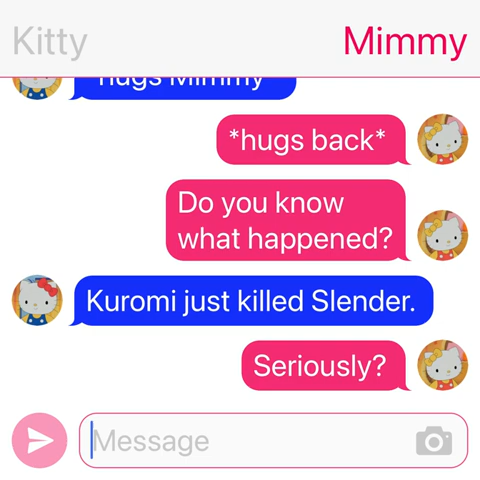 Kitty
Mimmy
*hugs Mimmy*
*hugs back*
Do you know
what happened?
Kuromi just killed Slender.
Seriously?
Message